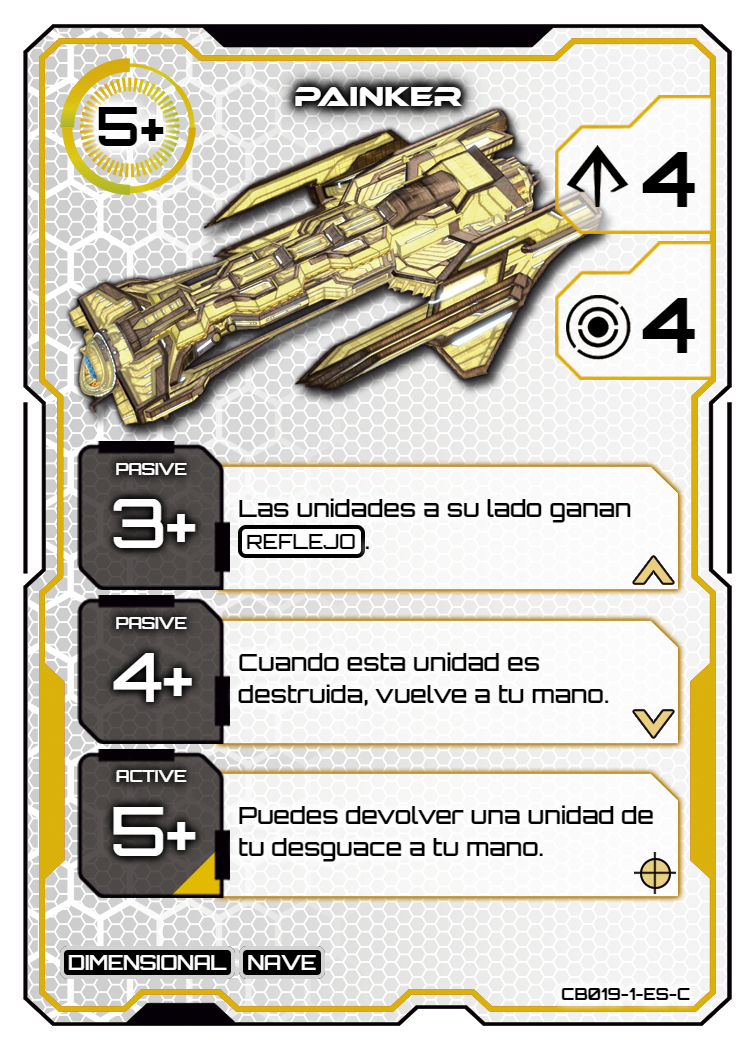 PAINKER
5+
4
4
PASIVE
3+
Las unidades a su lado ganan
REFLEJO.
PASIVE
4+
Cuando esta unidad es
destruida, vuelve a tu mano.
ACTIVE
5+
Puedes devolver una unidad de
tu desguace a tu mano.
DIMENSIONAL NAVE
CB019-1-ES-C